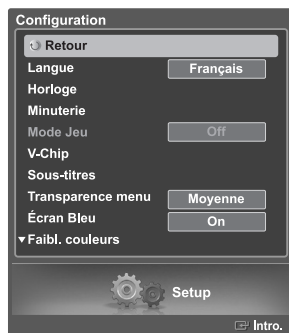 Configuration
Retour
Langue Français
Horloge
Minuterie
Mode Jeu Off
V-Chip
Sous-titres
Transparence menu Moyenne
Écran Bleu On
▼Faibl. couleurs
Setup
Intro.